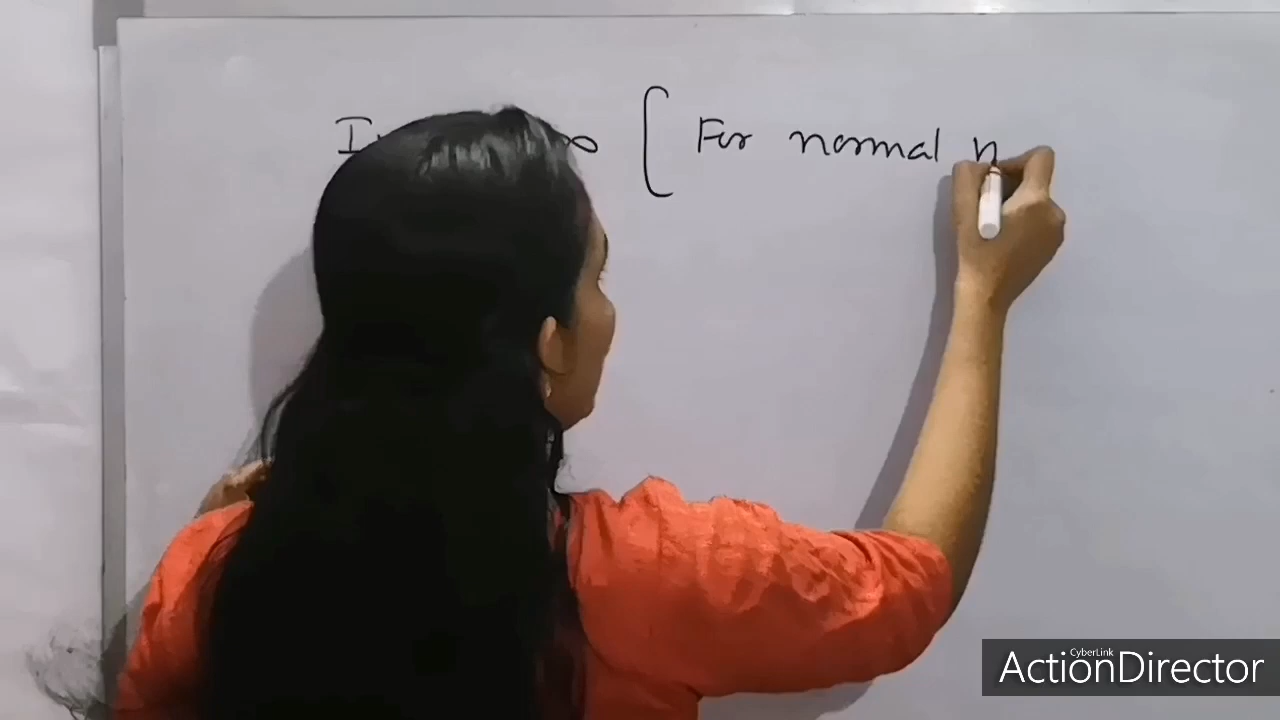 ∞ [ For normal n
CyberLink
ActionDirector